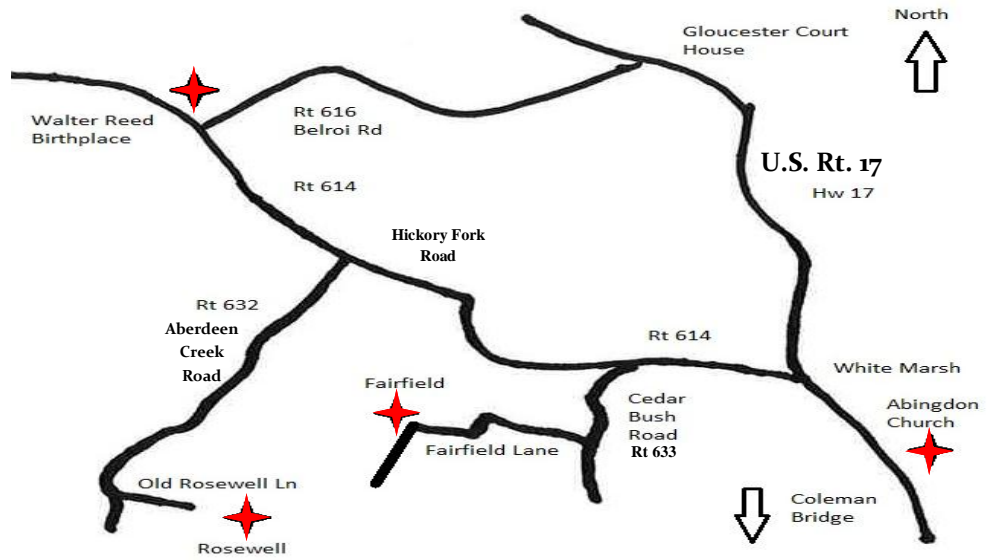 North
Gloucester Court
House
Walter Reed
Birthplace
Rt 616
Belroi Rd
U.S. Rt. 17
Hw 17
Rt 614
Hickory Fork
Road
Rt 632
Aberdeen
Creek
Road
Rt 614
White Marsh
Fairfield
Cedar
Bush
Road
Rt 633
Abingdon
Church
Fairfield Lane
Old Rosewell Ln
Coleman
Bridge
Rosewell